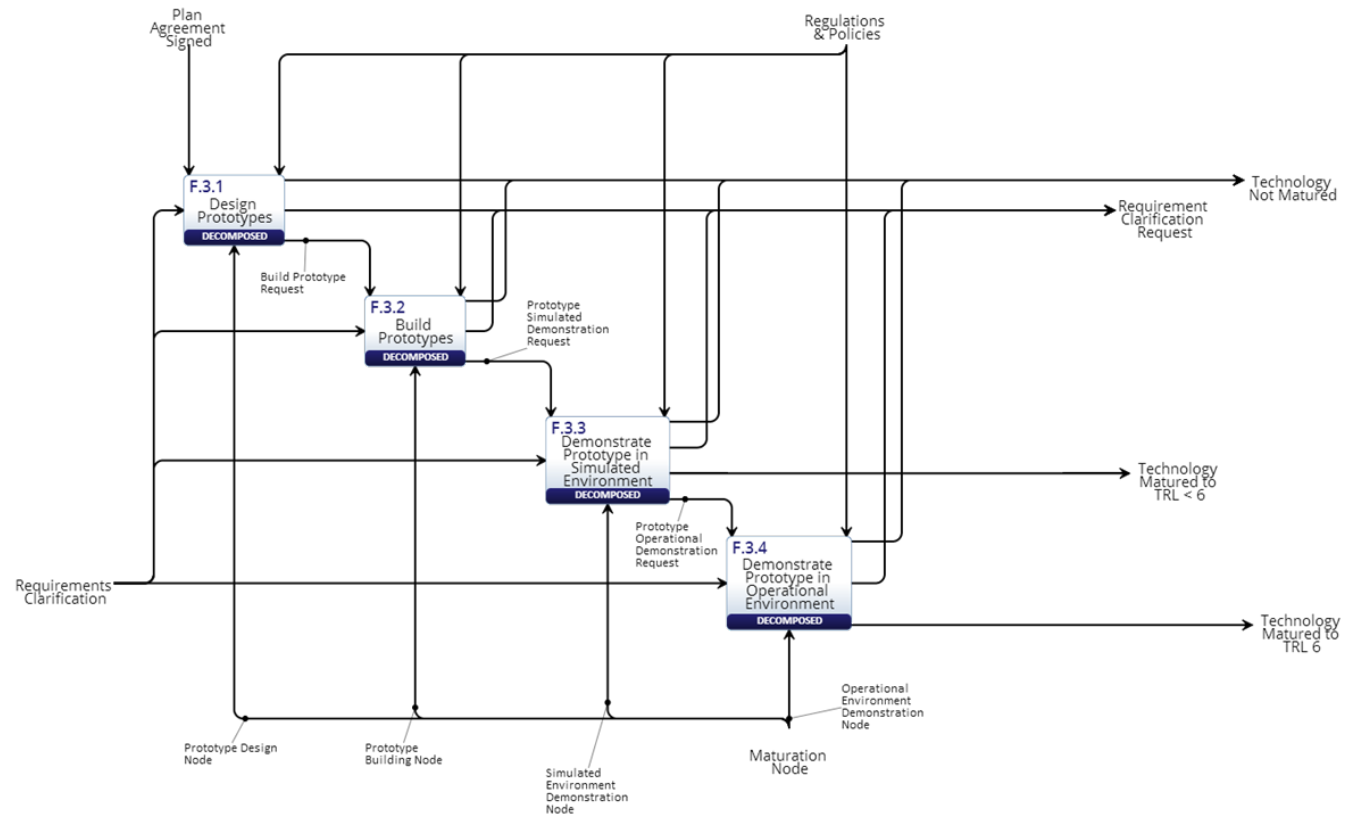 Plan
Agreement
Signed
Regulations
& Policies
F.3.1
Design
Prototypes
DECOMPOSED
Technology
Not Matured
Requirement
Clarification
Request
Build Prototype
Request
F.3.2
Build
Prototypes
DECOMPOSED
Prototype
Simulated
Demonstration
Request
F.3.3
Demonstrate
Prototype in
Simulated
Environment
DECOMPOSED
Technology
Matured to
TRL < 6
Prototype
Operational
Demonstration
Request
F.3.4
Demonstrate
Prototype in
Operational
Environment
DECOMPOSED
Requirements
Clarification
Technology
Matured to
TRL 6
Operational
Environment
Demonstration
Node
Prototype Design
Node
Prototype
Building Node
Simulated
Environment
Demonstration
Node
Maturation
Node